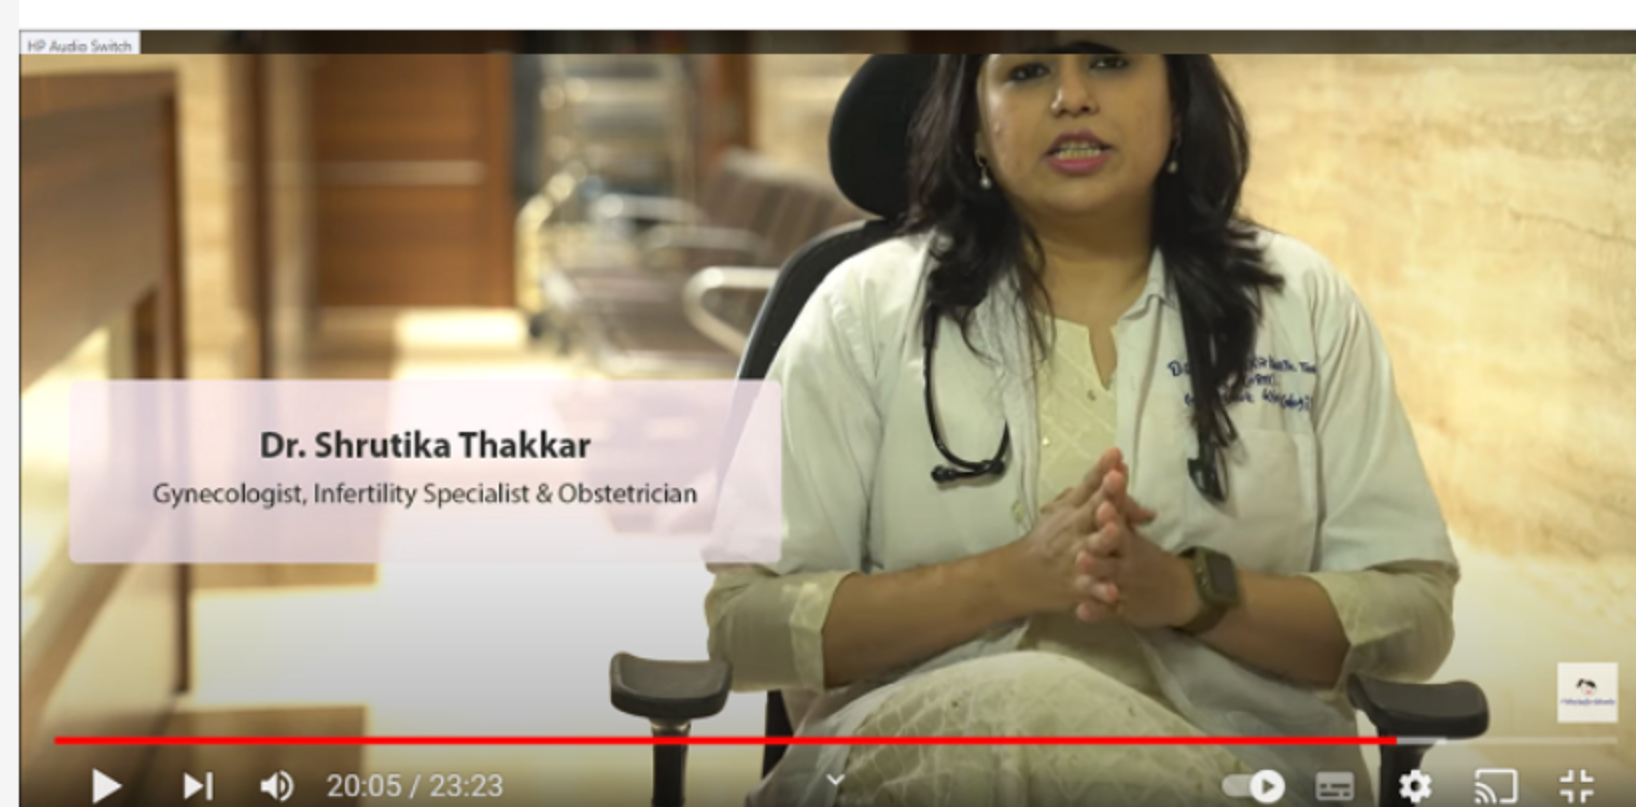 HP Audio Switch
Dr. Shrutika Thakkar
Gynecologist, Infertility Specialist & Obstetrician
20:05 / 23:23